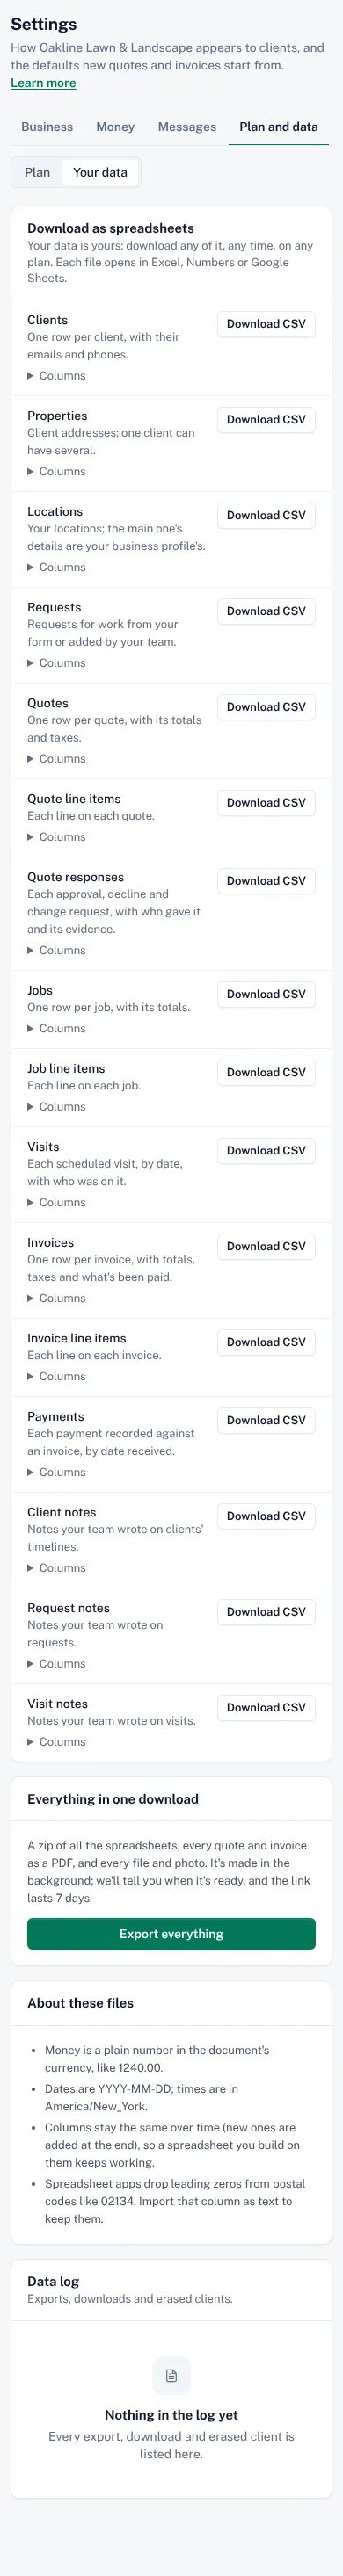 Settings
How Oakline Lawn & Landscape appears to clients, and
the defaults new quotes and invoices start from.
Learn more
Business Money Messages Plan and data
Plan Your data
Download as spreadsheets
Your data is yours: download any of it, any time, on any
plan. Each file opens in Excel, Numbers or Google
Sheets.
Clients
Download CSV
One row per client, with their
emails and phones.
Columns
Properties
Download CSV
Client addresses; one client can
have several.
Columns
Locations
Download CSV
Your locations; the main one's
details are your business profile's.
Columns
Requests
Download CSV
Requests for work from your
form or added by your team.
Columns
Quotes
Download CSV
One row per quote, with its totals
and taxes.
Columns
Quote line items
Download CSV
Each line on each quote.
Columns
Quote responses
Download CSV
Each approval, decline and
change request, with who gave it
and its evidence.
Columns
Jobs
Download CSV
One row per job, with its totals.
Columns
Job line items
Download CSV
Each line on each job.
Columns
Visits
Download CSV
Each scheduled visit, by date,
with who was on it.
Columns
Invoices
Download CSV
One row per invoice, with totals,
taxes and what's been paid.
Columns
Invoice line items
Download CSV
Each line on each invoice.
Columns
Payments
Download CSV
Each payment recorded against
an invoice, by date received.
Columns
Client notes
Download CSV
Notes your team wrote on clients'
timelines.
Columns
Request notes
Download CSV
Notes your team wrote on
requests.
Columns
Visit notes
Download CSV
Notes your team wrote on visits.
Columns
Everything in one download
A zip of all the spreadsheets, every quote and invoice
as a PDF, and every file and photo. It's made in the
background; we'll tell you when it's ready, and the link
lasts 7 days.
Export everything
About these files
• Money is a plain number in the document's
currency, like 1240.00.
• Dates are YYYY-MM-DD; times are in
America/New_York.
• Columns stay the same over time (new ones are
added at the end), so a spreadsheet you build on
them keeps working.
• Spreadsheet apps drop leading zeros from postal
codes like 02134. Import that column as text to
keep them.
Data log
Exports, downloads and erased clients.
Nothing in the log yet
Every export, download and erased client is
listed here.